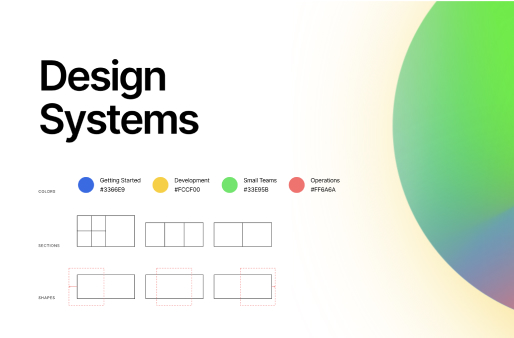 Design
Systems
COLORS
Getting Started
#3366E9
Development
#FCCF00
Small Teams
#33E95B
Operations
#FF6A6A
SECTIONS
SHAPES